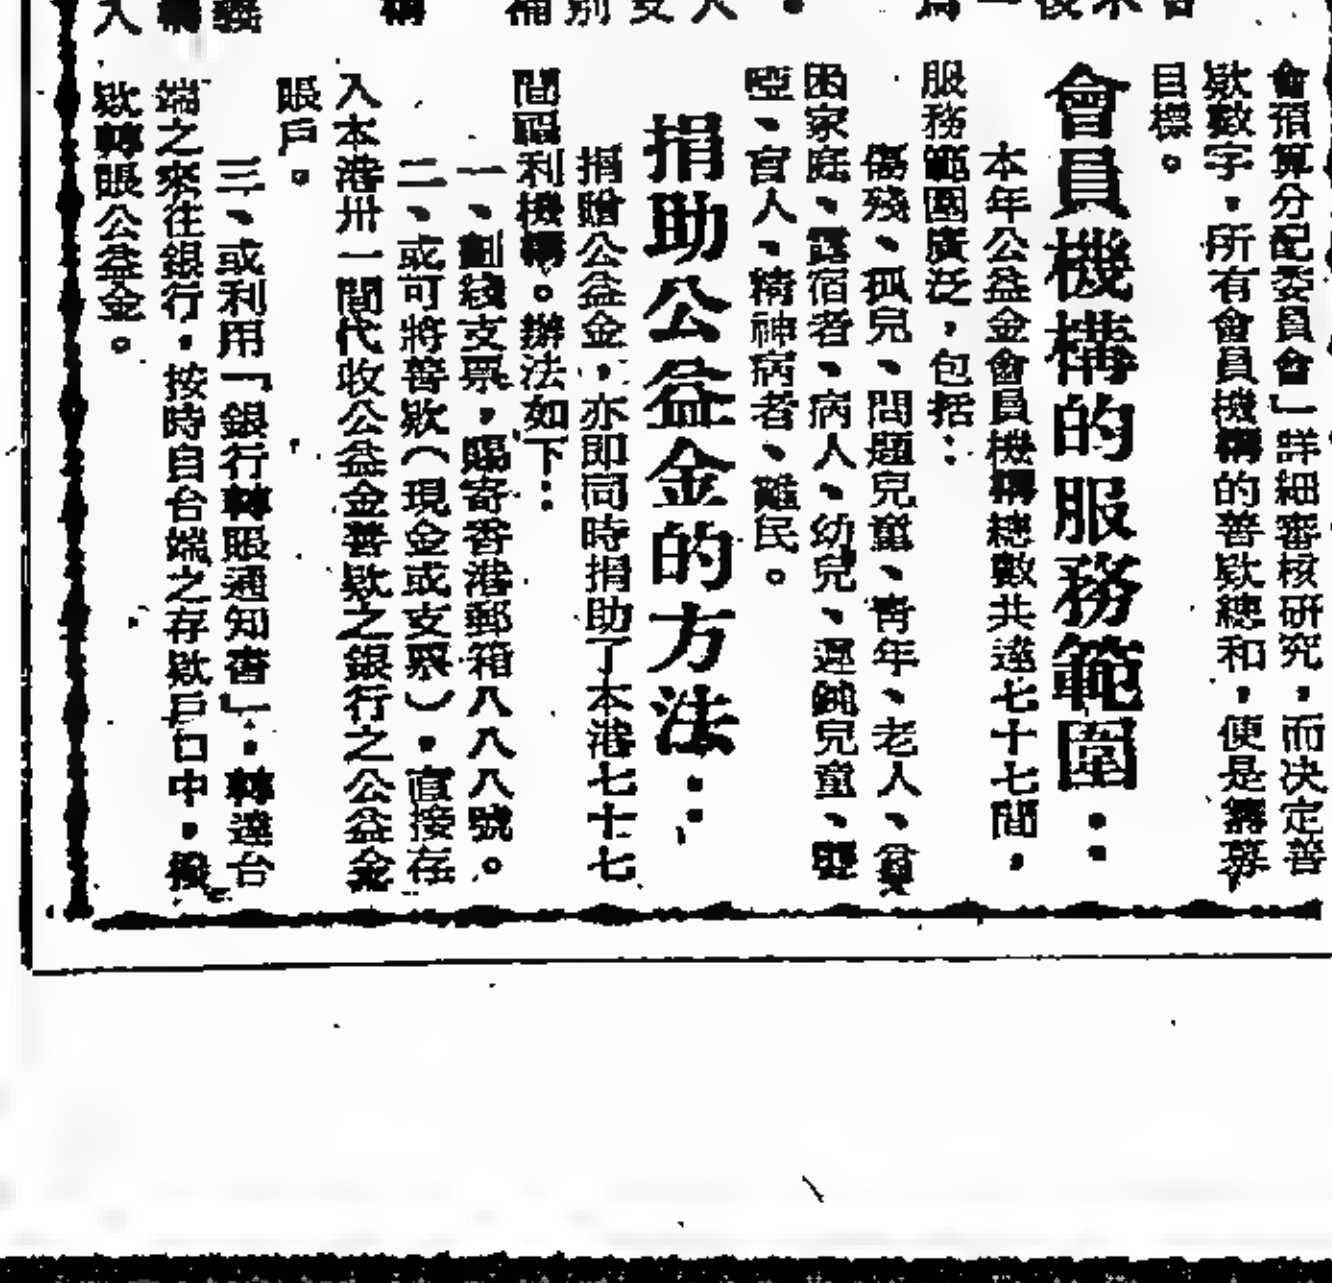 會預算分配委員會」詳細審核研究，而决定善
欵數字，所有會員機構的善欵總和，便是籌募
目標。
會員機構的服務範圍：
本年公益金會員機構總數共達七十七間，
服務範圍廣泛，包括：
傷殘、孤兒、問題兒童、靑年、老人、貧
困家庭、露宿者、病人、幼兒、遲鈍兒童、聾
啞、盲人、精神病者、難民。
捐助公益金的方法：
捐贈公益金，亦即同時捐助了本港七十七
間福利機構。辦法如下：
一、劃綫支票，賜寄香港郵箱八八八號。
二、或可將善欵（現金或支票），直接存
入本港卅一間代收公益金善欵之銀行之公益金
賬戶。
三、或利用「銀行轉賬通知書」，轉達台
端之來往銀行，按時自台端之存欵戶口中，撥
欵轉賬公益金。